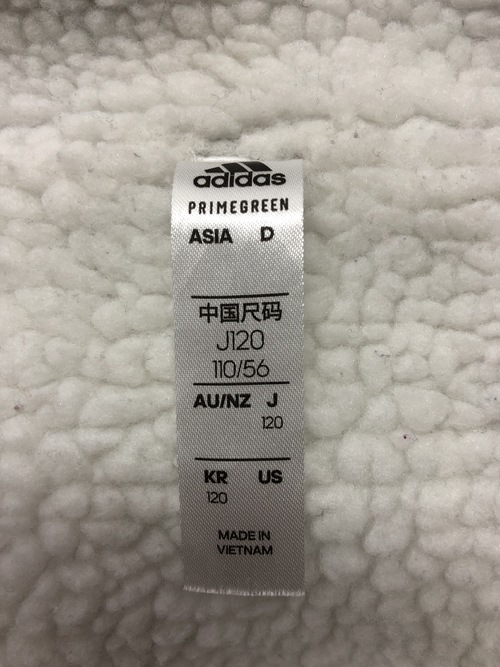 adidas
PRIMEGREEN
ASIA D
中国尺码
J120
110/56
AU/NZ J
120
KR US
120
MADE IN
VIETNAM